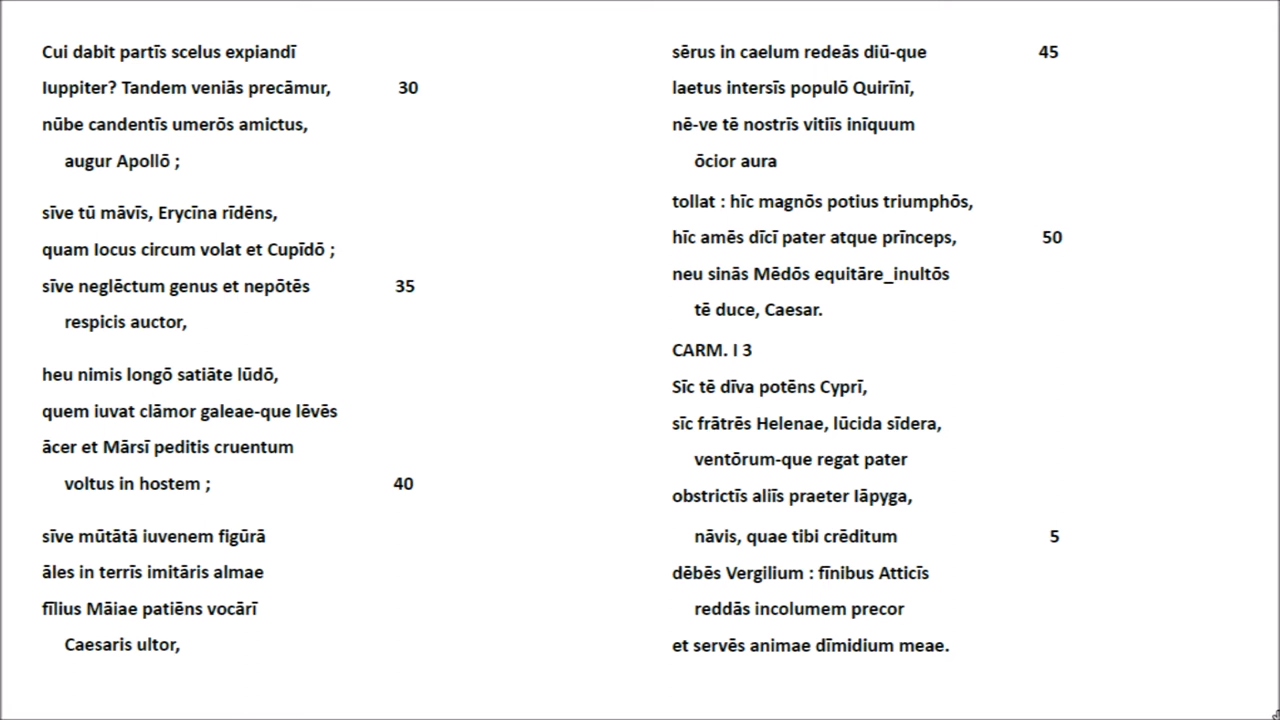 Cui dabit partīs scelus expiandī
Iuppiter? Tandem veniās precāmur, 30
nūbe candentīs umerōs amictus,
augur Apollō ;
sīve tū māvīs, Erycīna rīdēns,
quam Iocus circum volat et Cupīdō ;
sīve neglēctum genus et nepōtēs 35
respicis auctor,
heu nimis longō satiāte lūdō,
quem iuvat clāmor galeae-que lēvēs
ācer et Mārsī peditis cruentum
voltus in hostem ; 40
sīve mūtātā iuvenem figūrā
āles in terrīs imitāris almae
fīlius Māiae patiēns vocārī
Caesaris ultor,
sērus in caelum redeās diū-que 45
laetus intersīs populō Quirīnī,
nē-ve tē nostrīs vitiīs inīquum
ōcior aura
tollat : hīc magnōs potius triumphōs,
hīc amēs dīcī pater atque prīnceps, 50
neu sinās Mēdōs equitāre_inultōs
tē duce, Caesar.
CARM. I 3
Sīc tē dīva potēns Cyprī,
sīc frātrēs Helenae, lūcida sīdera,
ventōrum-que regat pater
obstrictīs aliīs praeter Iāpyga,
nāvis, quae tibi crēditum 5
dēbēs Vergilium : fīnibus Atticīs
reddās incolumem precor
et servēs animae dīmidium meae.